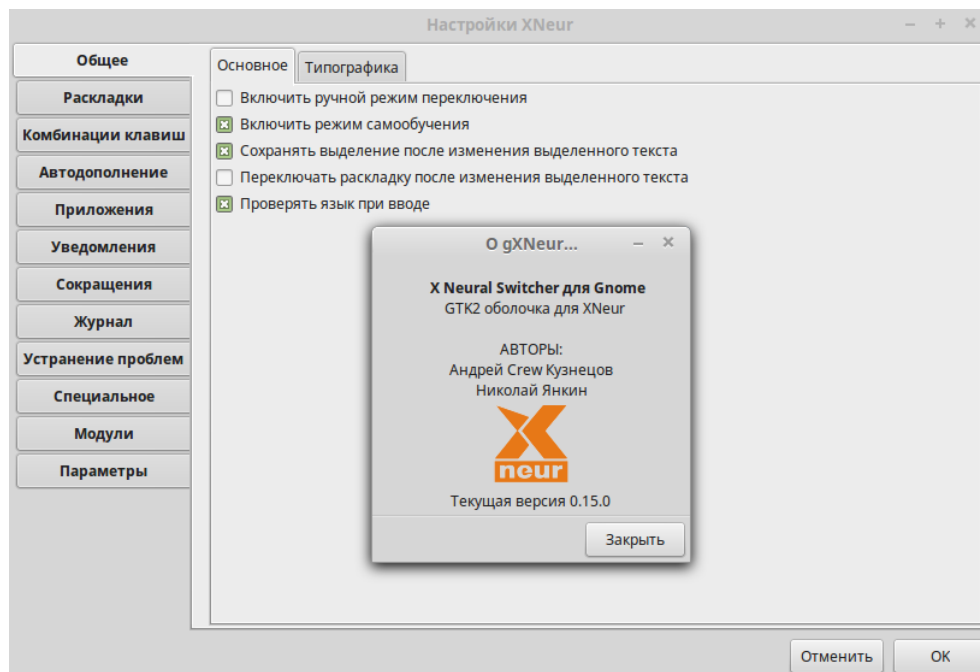 Настройки XNeur
Общее
Раскладки
Комбинации клавиш
Автодополнение
Приложения
Уведомления
Сокращения
Журнал
Устранение проблем
Специальное
Модули
Параметры
Основное
Типографика
Включить ручной режим переключения
Включить режим самообучения
Сохранять выделение после изменения выделенного текста
Переключать раскладку после изменения выделенного текста
Проверять язык при вводе
О gXNeur...
X Neural Switcher для Gnome
GTK2 оболочка для XNeur
АВТОРЫ:
Андрей Crew Кузнецов
Николай Янкин
X
neur
Текущая версия 0.15.0
Закрыть
Отменить
OK